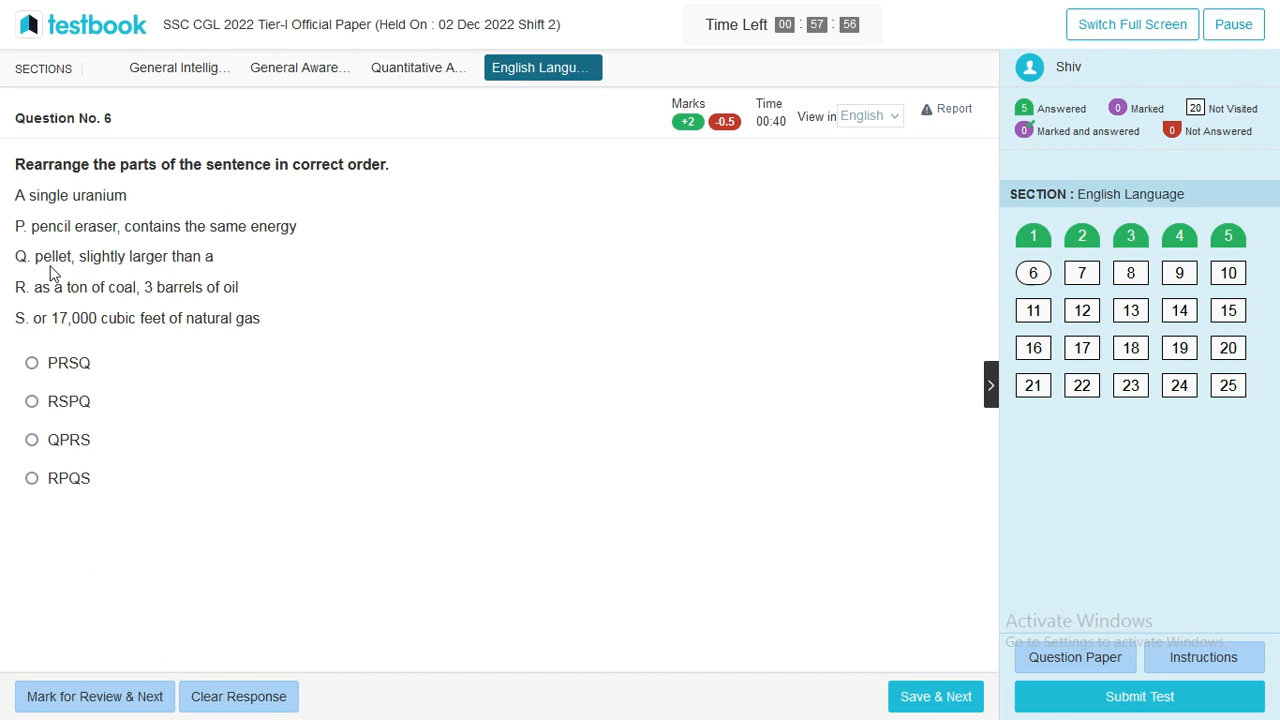 testbook SSC CGL 2022 Tier-I Official Paper (Held On : 02 Dec 2022 Shift 2) Time Left 00 : 57 : 56 Switch Full Screen Pause
SECTIONS General Intellig... General Aware... Quantitative A... English Langu... Shiv
Question No. 6 Marks +2 -0.5 Time 00:40 View in English Report
5 Answered 0 Marked 20 Not Visited
0 Marked and answered 0 Not Answered
Rearrange the parts of the sentence in correct order.
A single uranium
P. pencil eraser, contains the same energy
Q. pellet, slightly larger than a
R. as a ton of coal, 3 barrels of oil
S. or 17,000 cubic feet of natural gas
PRSQ
RSPQ
QPRS
RPQS
SECTION : English Language
1 2 3 4 5
6 7 8 9 10
11 12 13 14 15
16 17 18 19 20
21 22 23 24 25
Activate Windows
Go to Settings to activate Windows.
Question Paper Instructions
Mark for Review & Next Clear Response Save & Next Submit Test